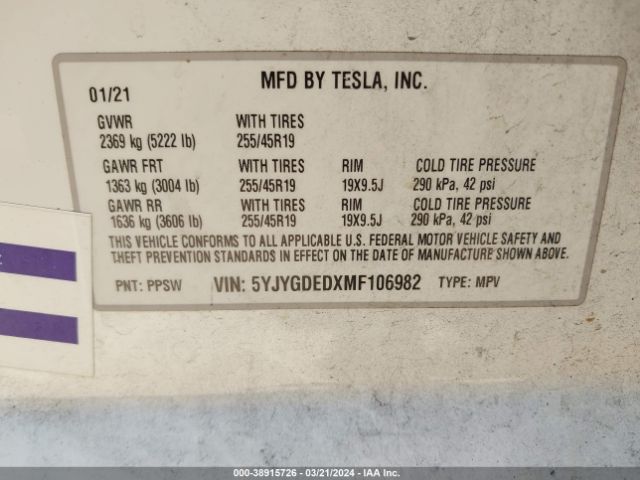 MFD BY TESLA, INC.
01/21
GVWR WITH TIRES
2369 kg (5222 lb) 255/45R19
GAWR FRT WITH TIRES RIM COLD TIRE PRESSURE
1363 kg (3004 lb) 255/45R19 19X9.5J 290 kPa, 42 psi
GAWR RR WITH TIRES RIM COLD TIRE PRESSURE
1636 kg (3606 lb) 255/45R19 19X9.5J 290 kPa, 42 psi
THIS VEHICLE CONFORMS TO ALL APPLICABLE U.S. FEDERAL MOTOR VEHICLE SAFETY AND
THEFT PREVENTION STANDARDS IN EFFECT ON THE DATE OF MANUFACTURE SHOWN ABOVE.
PNT: PPSW VIN: 5YJYGDEDXMF106982 TYPE: MPV
000-38915726 - 03/21/2024 - IAA Inc.